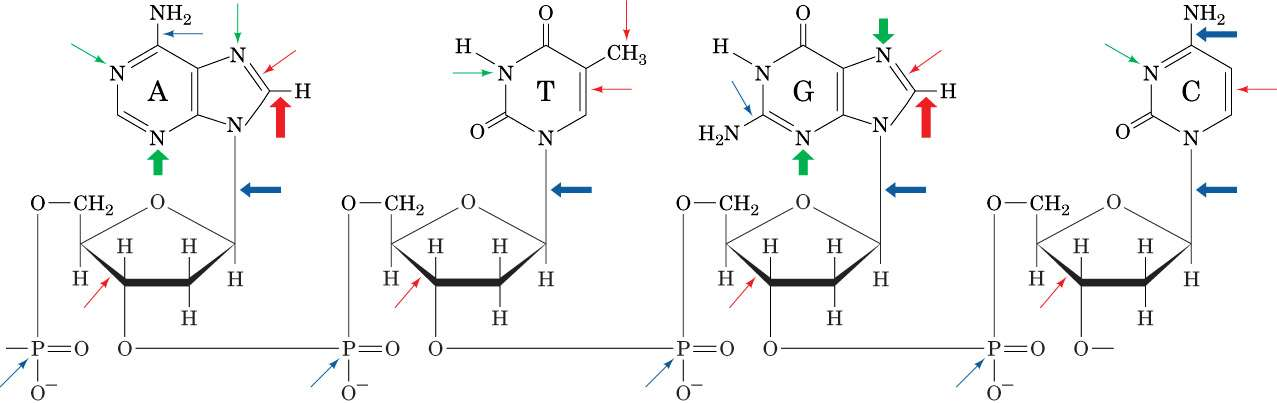 NH₂ O O NH₂
H N CH₃ H N H N
N A N H N T N G N H N C
N N O N H₂N N N O N
O—CH₂ O O—CH₂ O O—CH₂ O O—CH₂ O
H H H H H H H H
H H H H H H H H
H H H H
—P=O O P=O O P=O O P=O O—
O⁻ O⁻ O⁻ O⁻